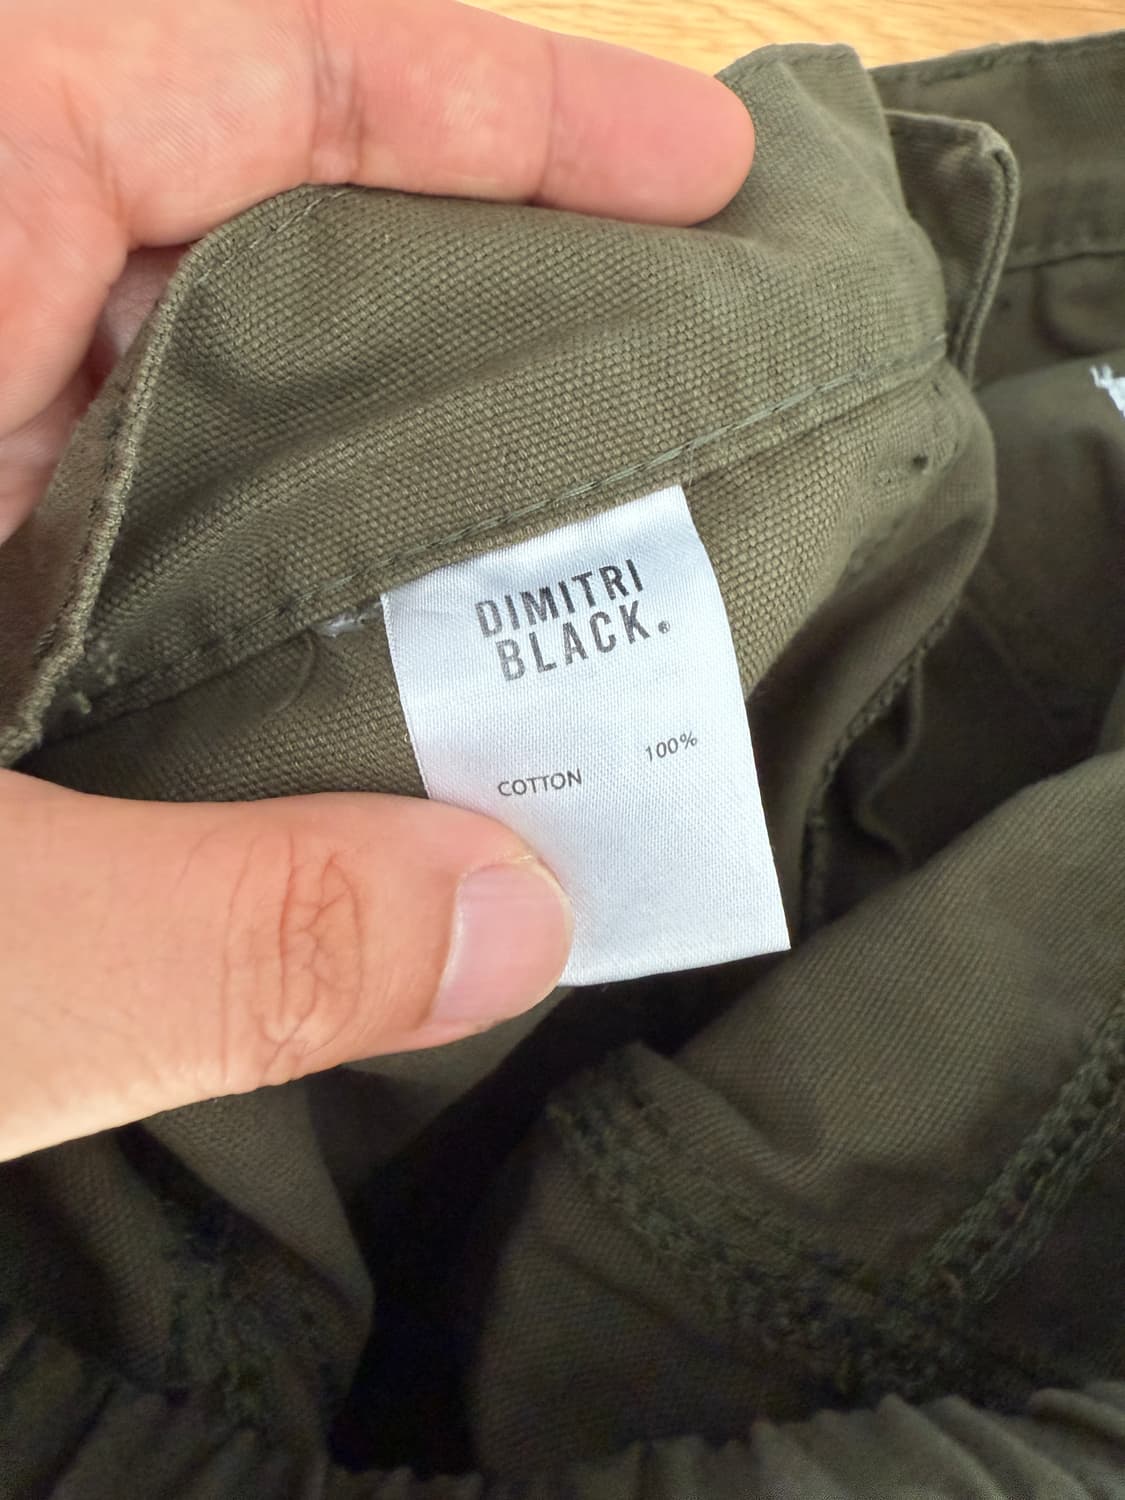 DIMITRI
BLACK.
COTTON 100%